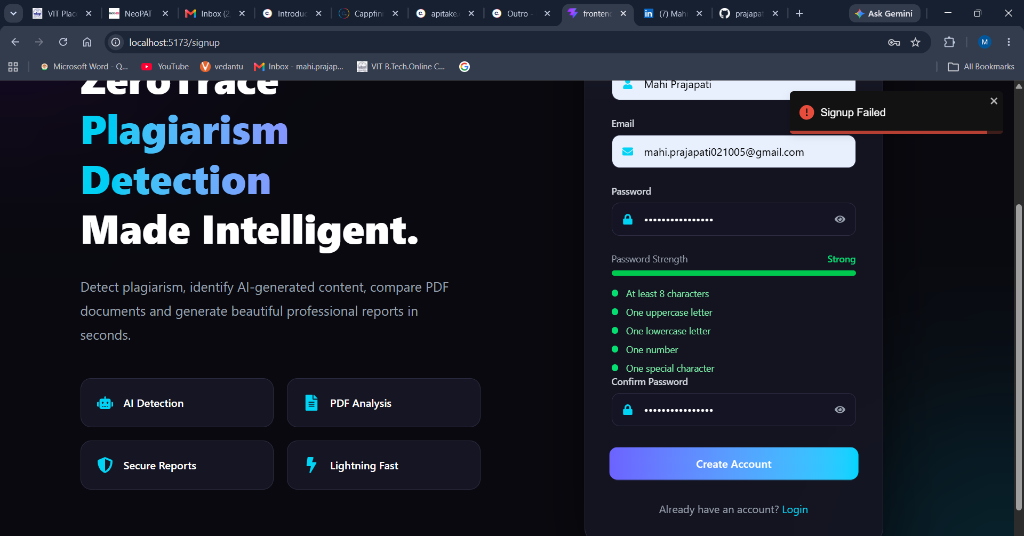 VIT Plac
NeoPAT
Inbox (2
Introduc
Cappfin
apitake
Outro -
fronten
(7) Mah
prajapat
Ask Gemini
localhost:5173/signup
M
Microsoft Word - Q...
YouTube
vedantu
Inbox - mahi.prajap...
VIT B.Tech.Online C...
All Bookmarks
ZeroTrace
Plagiarism
Detection
Made Intelligent.
Detect plagiarism, identify AI-generated content, compare PDF
documents and generate beautiful professional reports in
seconds.
AI Detection
PDF Analysis
Secure Reports
Lightning Fast
Mahi Prajapati
Signup Failed
Email
mahi.prajapati021005@gmail.com
Password
•••••••••••••••
Password Strength
Strong
At least 8 characters
One uppercase letter
One lowercase letter
One number
One special character
Confirm Password
•••••••••••••••
Create Account
Already have an account? Login